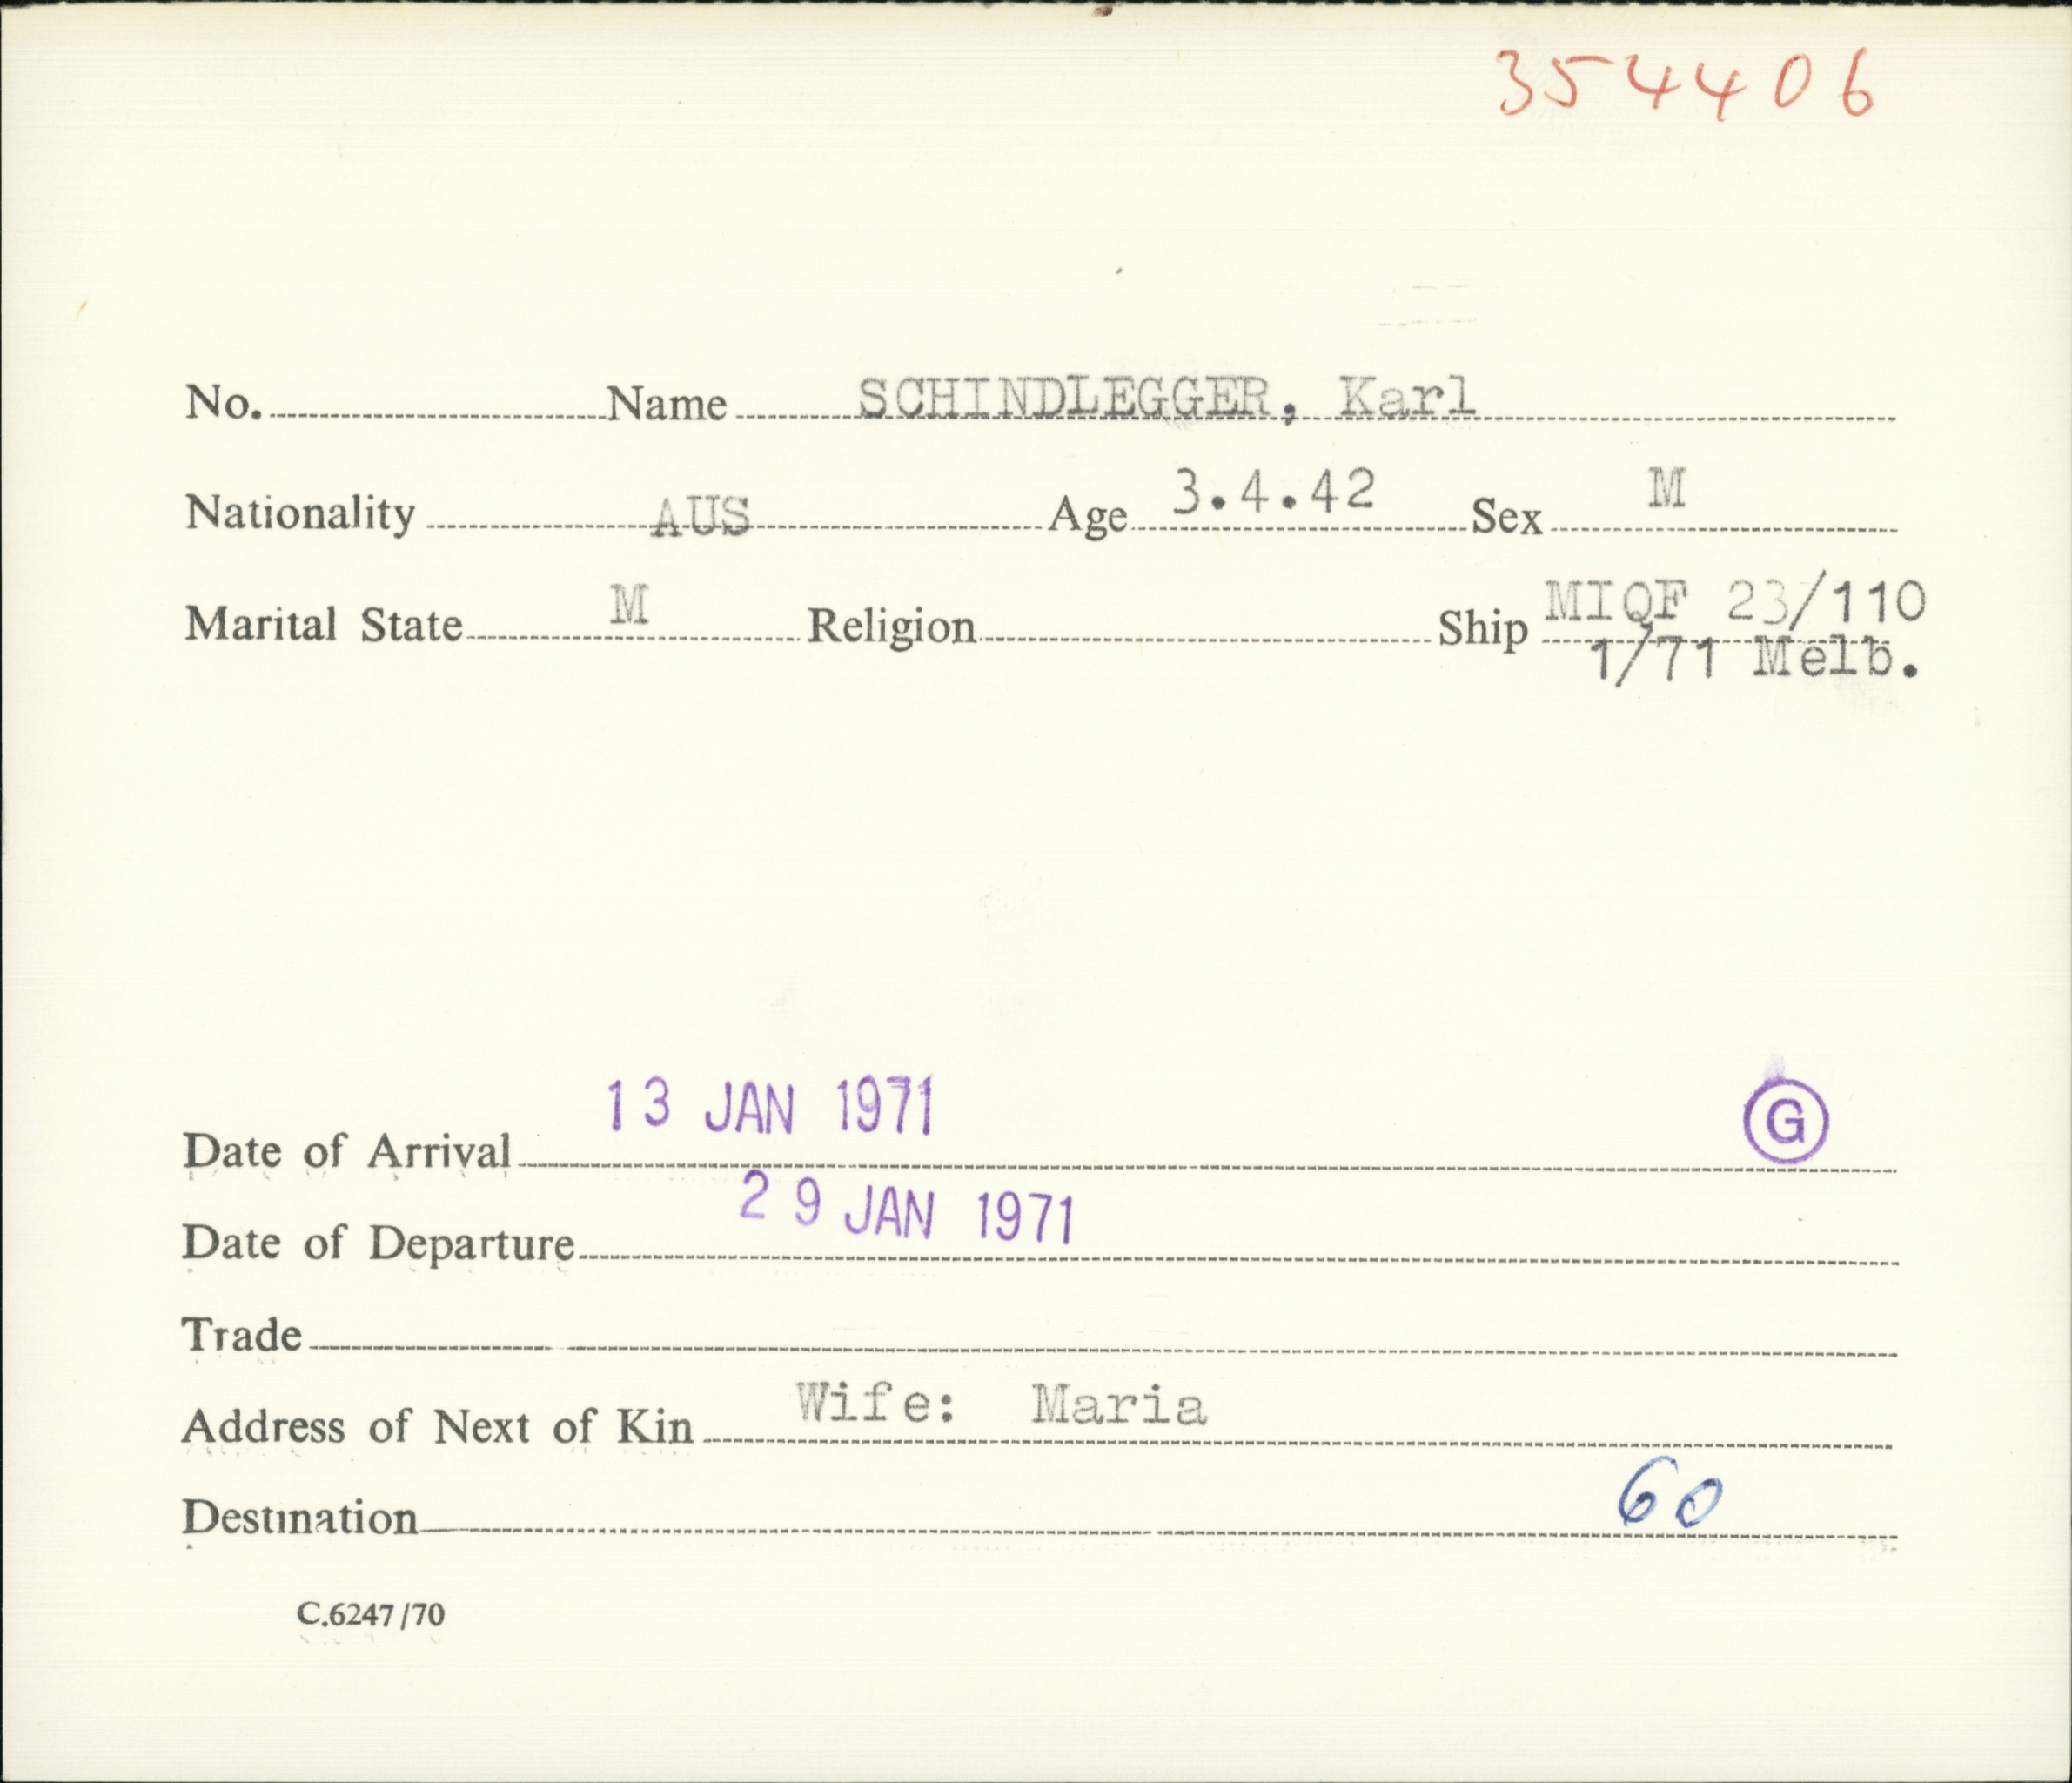 354406
No. Name SCHINDLEGGER, Karl
Nationality AUS Age 3.4.42 Sex M
Marital State M Religion Ship MIQF 23/110
1/71 Melb.
13 JAN 1971 G
Date of Arrival
29 JAN 1971
Date of Departure
Trade
Address of Next of Kin Wife: Maria
Destination 60
C.6247/70